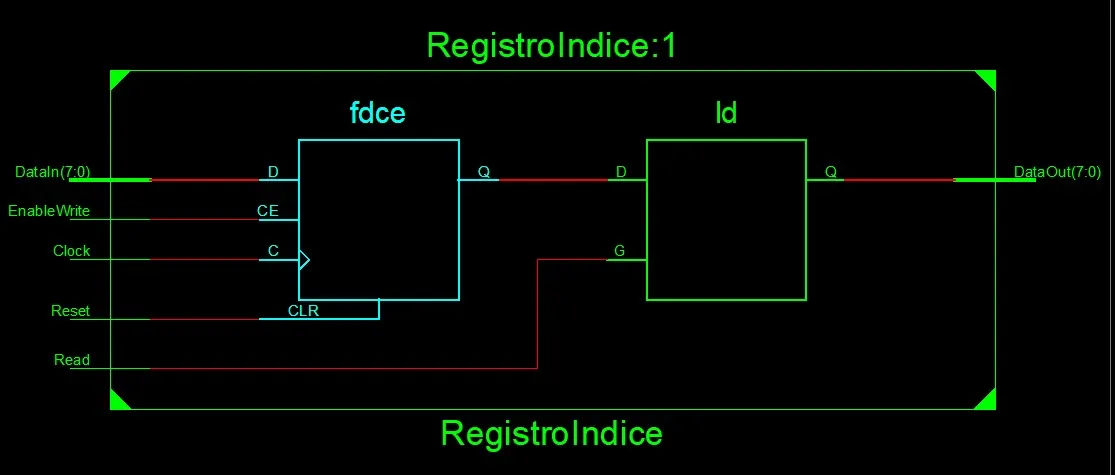 RegistroIndice:1
fdce
ld
DataIn(7:0)
D
Q
D
Q
DataOut(7:0)
EnableWrite
CE
Clock
C
G
Reset
CLR
Read
RegistroIndice